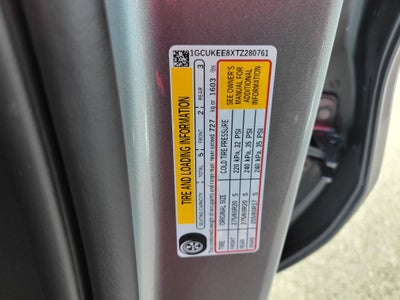 1GCUKEE8XTZ280761
TIRE AND LOADING INFORMATION
SEATING CAPACITY TOTAL 5 FRONT 2 REAR 3
The combined weight of occupants and cargo must never exceed 727 kg or 1603 lbs
TIRE ORIGINAL SIZE COLD TIRE PRESSURE
FRONT 275/60R20 S 220 kPa, 32 PSI
REAR 275/60R20 S 240 kPa, 35 PSI
SPARE 255/80R17 S 240 kPa, 35 PSI
SEE OWNER'S
MANUAL FOR
ADDITIONAL
INFORMATION